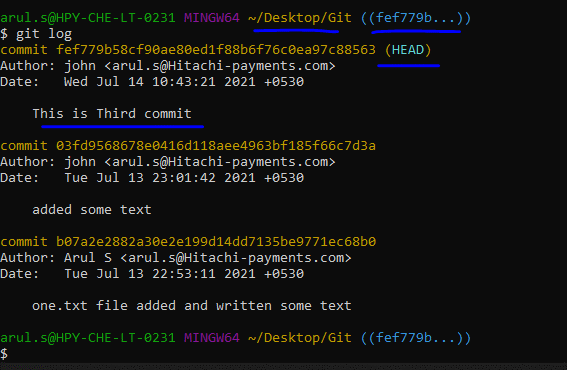 arul.s@HPY-CHE-LT-0231 MINGW64 ~/Desktop/Git ((fef779b...))
$ git log
commit fef779b58cf90ae80ed1f88b6f76c0ea97c88563 (HEAD)
Author: john <arul.s@Hitachi-payments.com>
Date:   Wed Jul 14 10:43:21 2021 +0530
    This is Third commit
commit 03fd9568678e0416d118aee4963bf185f66c7d3a
Author: john <arul.s@Hitachi-payments.com>
Date:   Tue Jul 13 23:01:42 2021 +0530
    added some text
commit b07a2e2882a30e2e199d14dd7135be9771ec68b0
Author: Arul S <arul.s@Hitachi-payments.com>
Date:   Tue Jul 13 22:53:11 2021 +0530
    one.txt file added and written some text
arul.s@HPY-CHE-LT-0231 MINGW64 ~/Desktop/Git ((fef779b...))
$